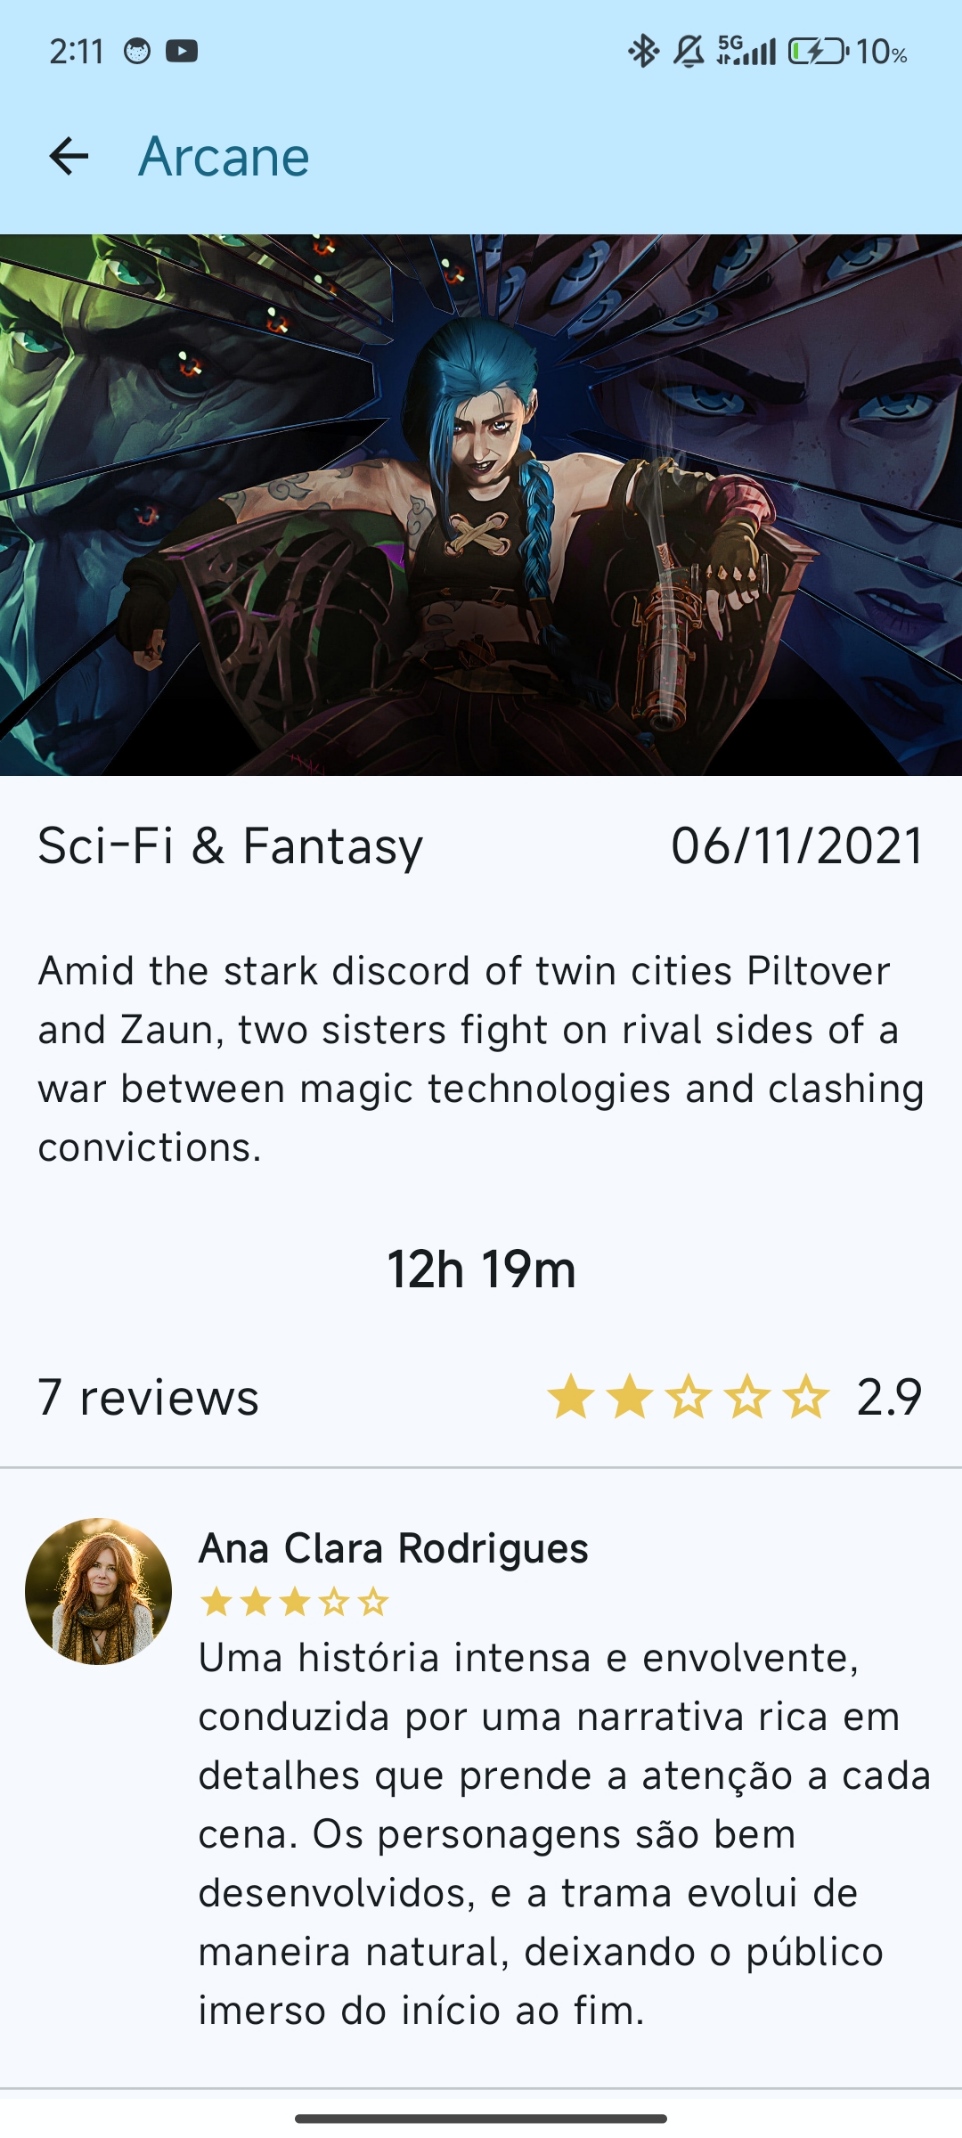 2:11
5G
10%
Arcane
Sci-Fi & Fantasy
06/11/2021
Amid the stark discord of twin cities Piltover
and Zaun, two sisters fight on rival sides of a
war between magic technologies and clashing
convictions.
12h 19m
7 reviews
2.9
Ana Clara Rodrigues
Uma história intensa e envolvente,
conduzida por uma narrativa rica em
detalhes que prende a atenção a cada
cena. Os personagens são bem
desenvolvidos, e a trama evolui de
maneira natural, deixando o público
imerso do início ao fim.